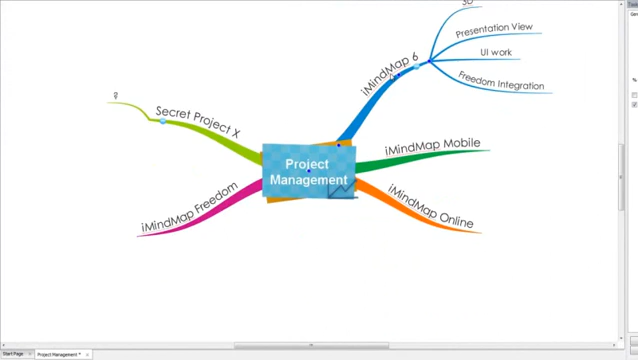 3D
Presentation View
UI work
Freedom Integration
iMindMap 6
?
Secret Project X
iMindMap Mobile
Project
Management
iMindMap Freedom
iMindMap Online
Start Page
Project Management *